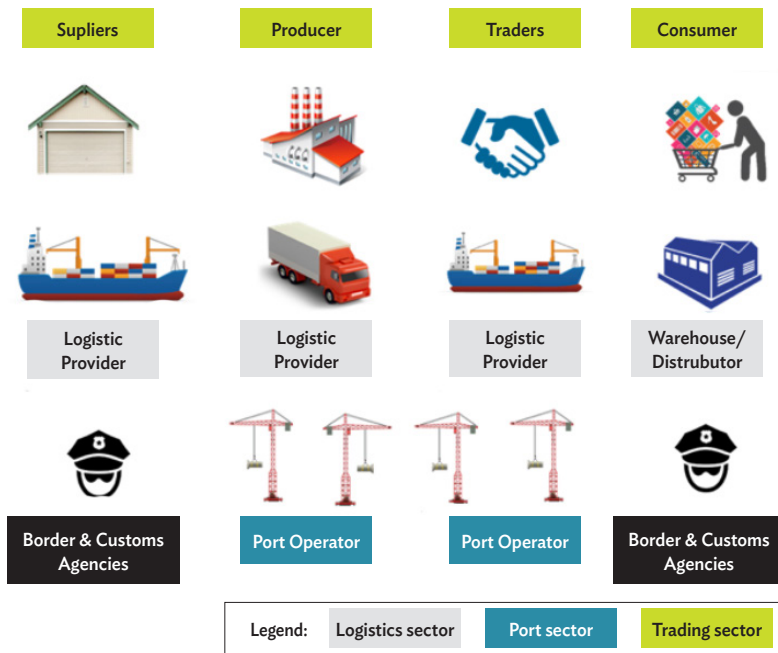 Supliers
Producer
Traders
Consumer
Logistic
Provider
Logistic
Provider
Logistic
Provider
Warehouse/
Distrubutor
Border & Customs
Agencies
Port Operator
Port Operator
Border & Customs
Agencies
Legend: Logistics sector Port sector Trading sector